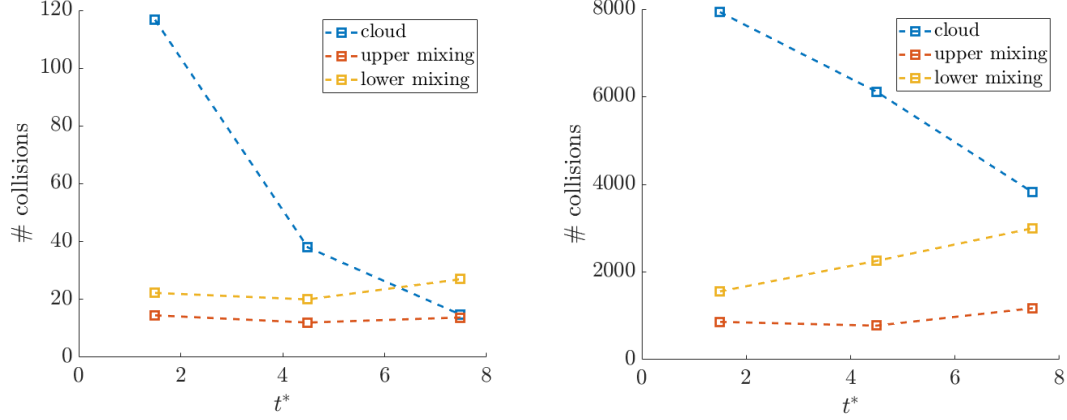 120
100
80
60
40
20
0
# collisions
0 2 4 6 8
t*
cloud
upper mixing
lower mixing
8000
6000
4000
2000
0
# collisions
0 2 4 6 8
t*
cloud
upper mixing
lower mixing